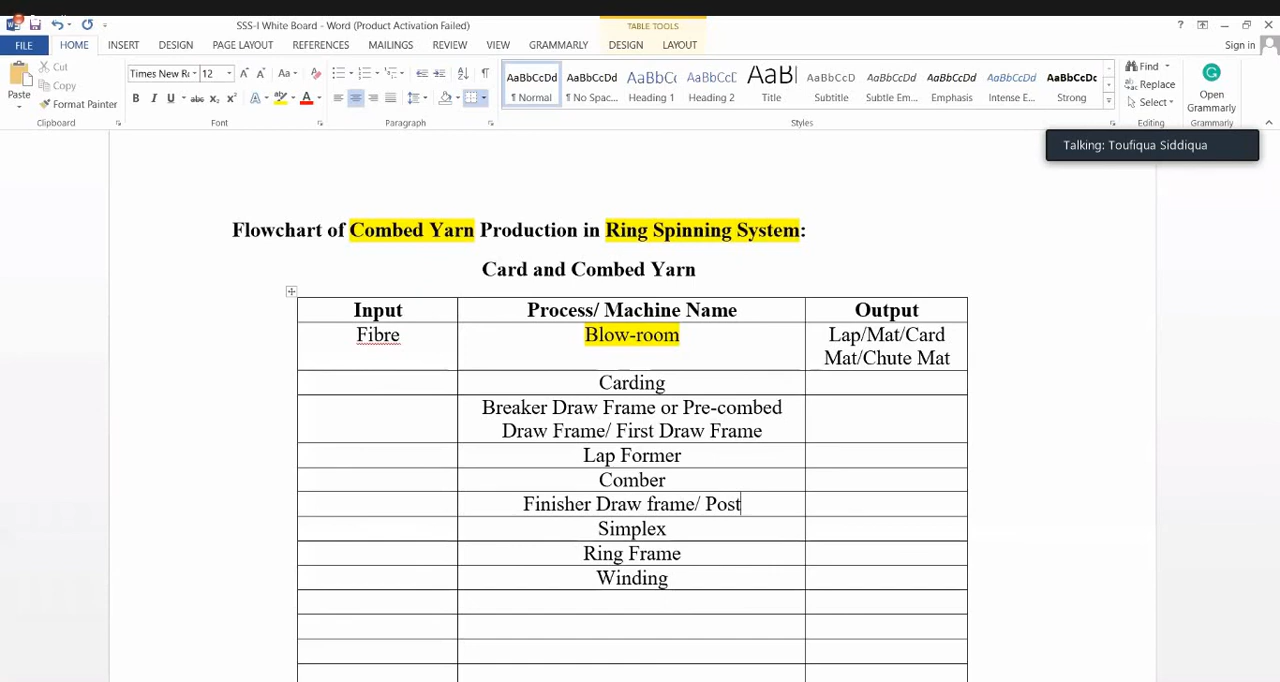 SSS-I White Board - Word (Product Activation Failed)
TABLE TOOLS
?
FILE
HOME
INSERT
DESIGN
PAGE LAYOUT
REFERENCES
MAILINGS
REVIEW
VIEW
GRAMMARLY
DESIGN
LAYOUT
Sign in
Paste
Cut
Copy
Format Painter
Clipboard
Times New Ro
12
Font
Paragraph
AaBbCcDd
¶ Normal
AaBbCcDd
¶ No Spac...
AaBbCc
Heading 1
AaBbCcD
Heading 2
AaBl
Title
AaBbCcD
Subtitle
AaBbCcDd
Subtle Em...
AaBbCcDd
Emphasis
AaBbCcDd
Intense E...
AaBbCcDd
Strong
Styles
Find
Replace
Select
Editing
Open
Grammarly
Grammarly
Talking: Toufiqua Siddiqua
Flowchart of Combed Yarn Production in Ring Spinning System:
Card and Combed Yarn
Input Process/ Machine Name Output
Fibre Blow-room Lap/Mat/Card
Mat/Chute Mat
Carding
Breaker Draw Frame or Pre-combed
Draw Frame/ First Draw Frame
Lap Former
Comber
Finisher Draw frame/ Post
Simplex
Ring Frame
Winding